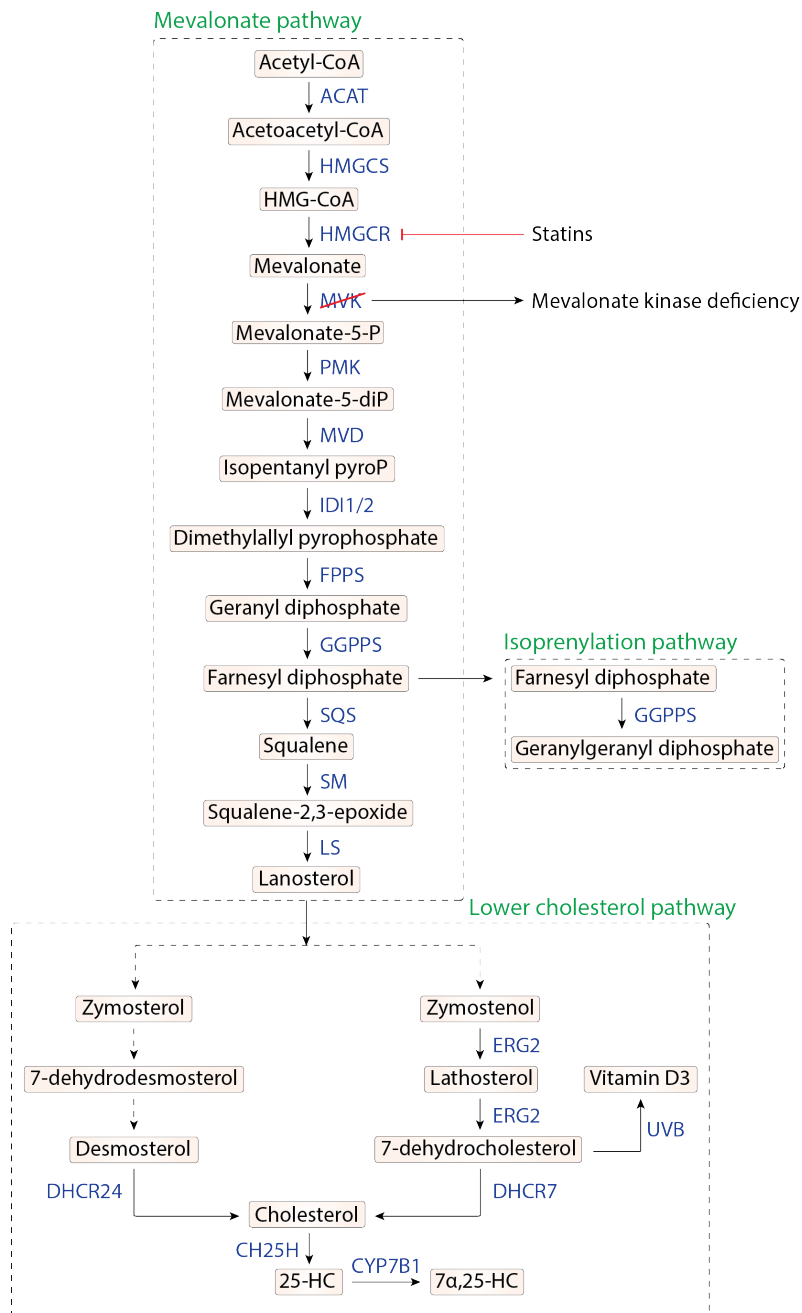 Mevalonate pathway
Acetyl-CoA
ACAT
Acetoacetyl-CoA
HMGCS
HMG-CoA
HMGCR
Statins
Mevalonate
MVK
Mevalonate kinase deficiency
Mevalonate-5-P
PMK
Mevalonate-5-diP
MVD
Isopentanyl pyroP
IDI1/2
Dimethylallyl pyrophosphate
FPPS
Geranyl diphosphate
GGPPS
Farnesyl diphosphate
SQS
Squalene
SM
Squalene-2,3-epoxide
LS
Lanosterol
Isoprenylation pathway
Farnesyl diphosphate
GGPPS
Geranylgeranyl diphosphate
Lower cholesterol pathway
Zymosterol
7-dehydrodesmosterol
Desmosterol
DHCR24
Zymostenol
ERG2
Lathosterol
ERG2
7-dehydrocholesterol
Vitamin D3
UVB
DHCR7
Cholesterol
CH25H
25-HC
CYP7B1
7α,25-HC